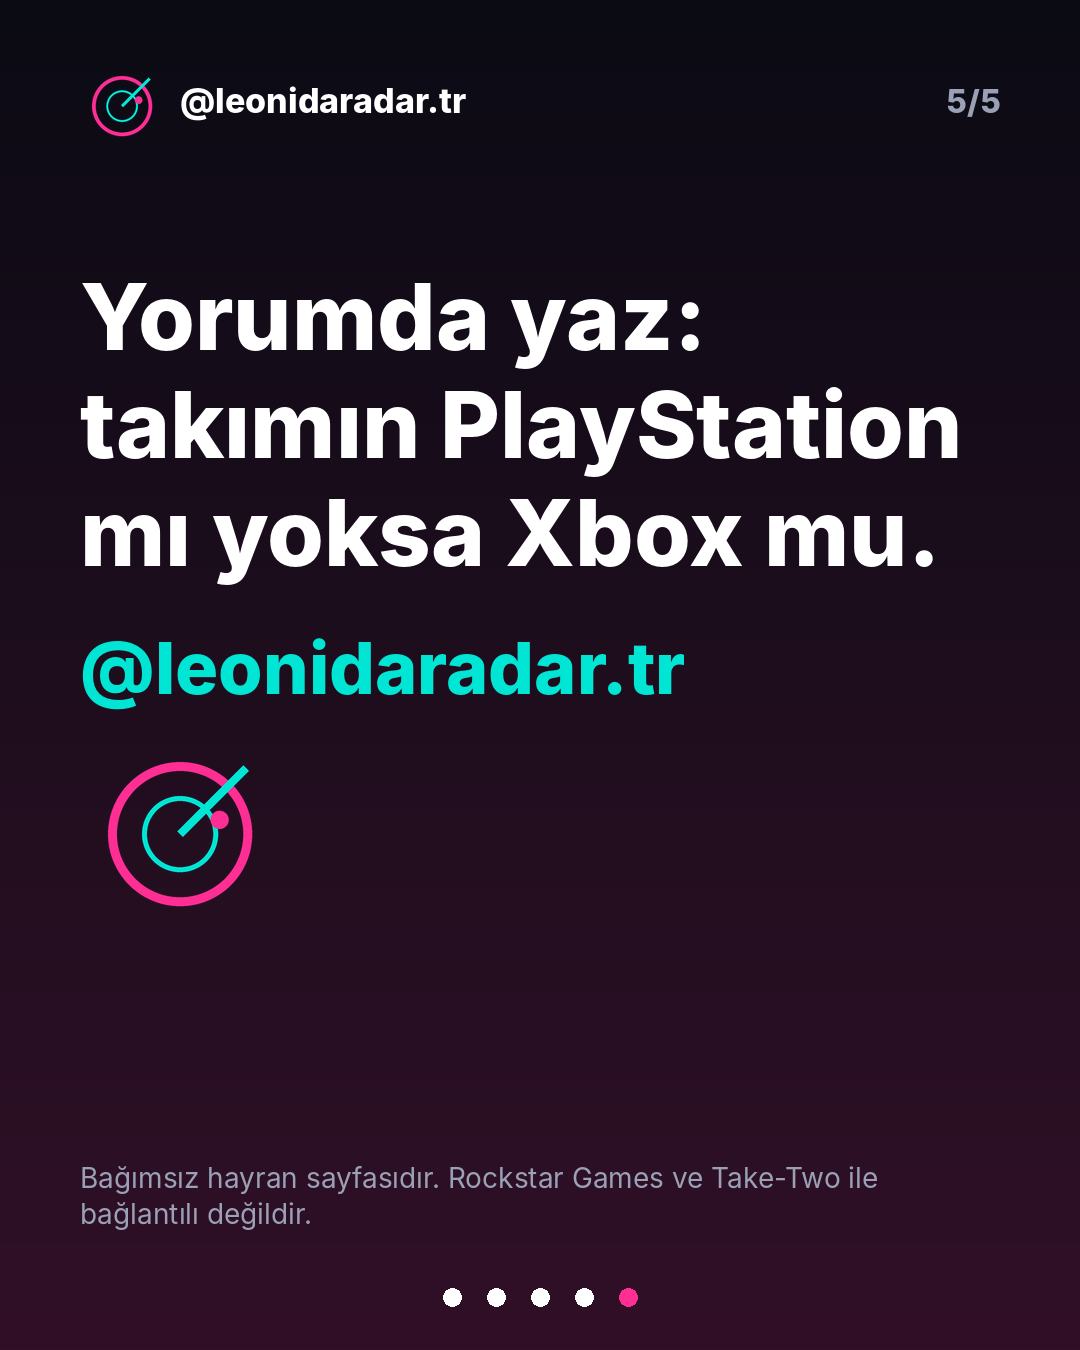 @leonidaradar.tr
5/5
Yorumda yaz:
takımın PlayStation
mı yoksa Xbox mu.
@leonidaradar.tr
Bağımsız hayran sayfasıdır. Rockstar Games ve Take-Two ile
bağlantılı değildir.